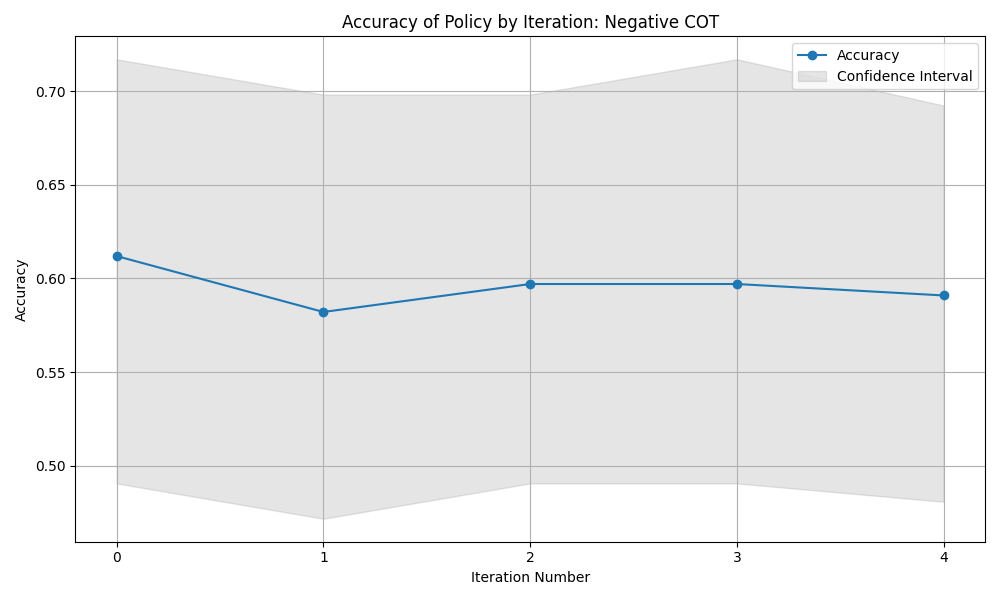 Accuracy of Policy by Iteration: Negative COT
Accuracy
Confidence Interval
0.70
0.65
0.60
0.55
0.50
Accuracy
0
1
2
3
4
Iteration Number